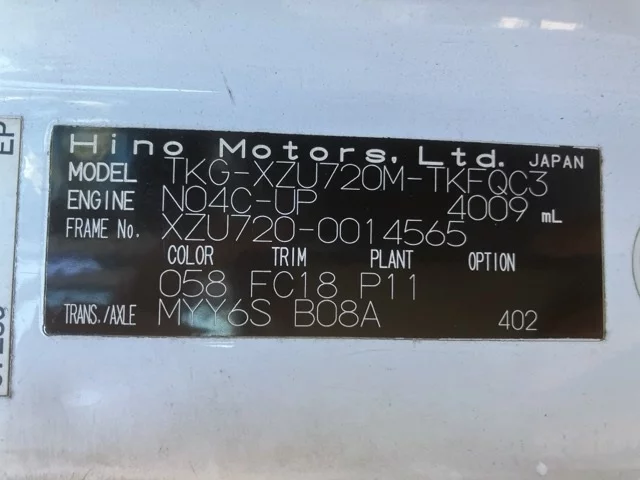 Hino Motors, Ltd. JAPAN
MODEL TKG-XZU720M-TKFQC3
ENGINE N04C-UP 4009 mL
FRAME No. XZU720-0014565
COLOR TRIM PLANT OPTION
058 FC18 P11
TRANS./AXLE MYY6S B08A 402
EP